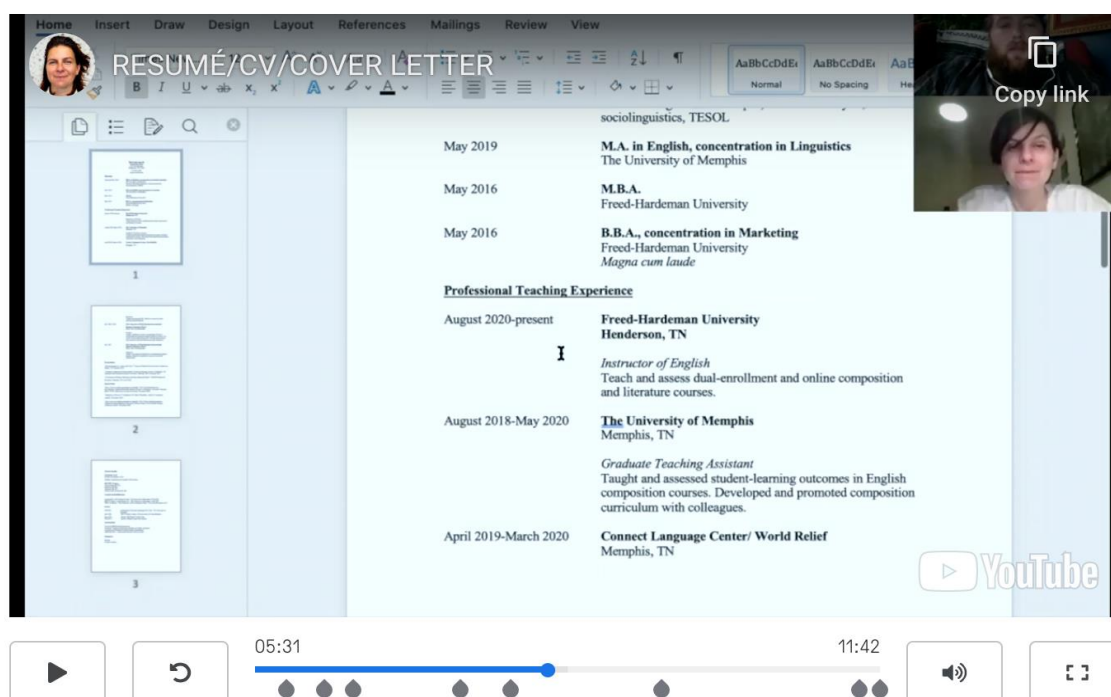 Home Insert Draw Design Layout References Mailings Review View
RESUMÉ/CV/COVER LETTER
Copy link
AaBbCcDdEe AaBbCcDdEe
Normal No Spacing
sociolinguistics, TESOL
May 2019 M.A. in English, concentration in Linguistics
The University of Memphis
May 2016 M.B.A.
Freed-Hardeman University
May 2016 B.B.A., concentration in Marketing
Freed-Hardeman University
Magna cum laude
Professional Teaching Experience
August 2020-present Freed-Hardeman University
Henderson, TN
Instructor of English
Teach and assess dual-enrollment and online composition
and literature courses.
August 2018-May 2020 The University of Memphis
Memphis, TN
Graduate Teaching Assistant
Taught and assessed student-learning outcomes in English
composition courses. Developed and promoted composition
curriculum with colleagues.
April 2019-March 2020 Connect Language Center/ World Relief
Memphis, TN
1
2
3
YouTube
05:31 11:42